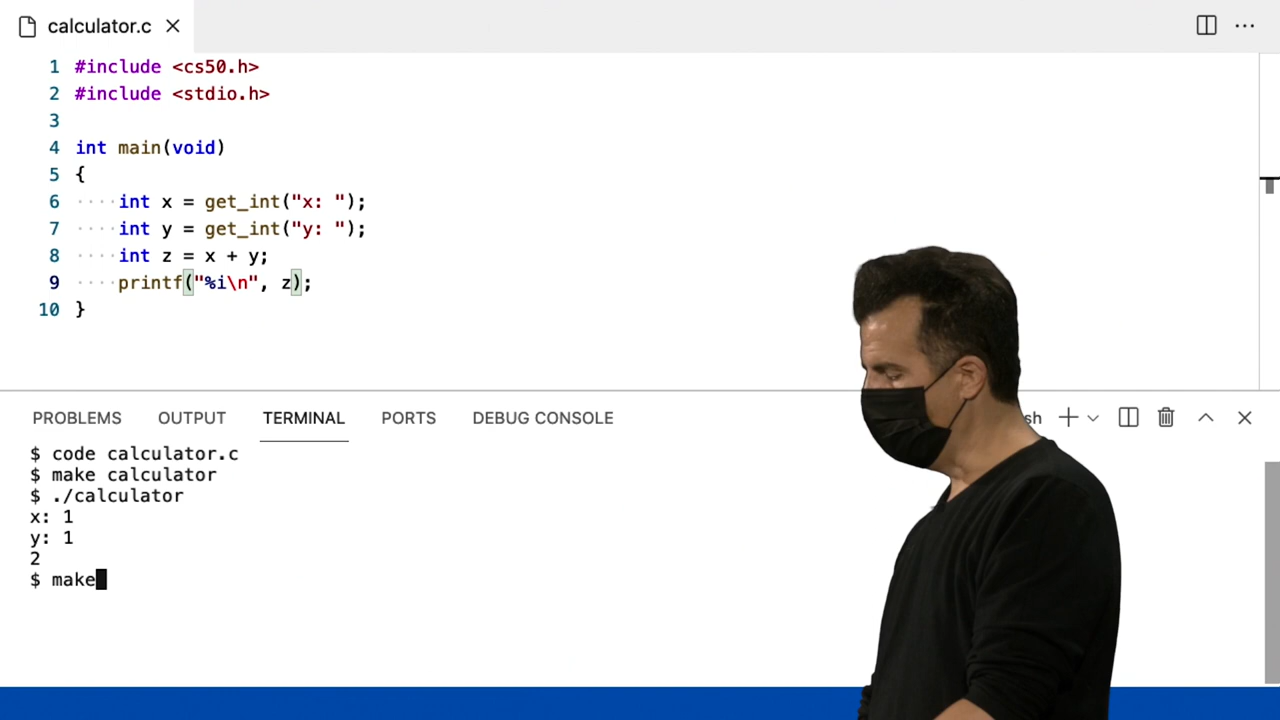 calculator.c
1 #include <cs50.h>
2 #include <stdio.h>
3
4 int main(void)
5 {
6 ····int x = get_int("x: ");
7 ····int y = get_int("y: ");
8 ····int z = x + y;
9 ····printf("%i\n", z);
10 }
PROBLEMS OUTPUT TERMINAL PORTS DEBUG CONSOLE sh
$ code calculator.c
$ make calculator
$ ./calculator
x: 1
y: 1
2
$ make